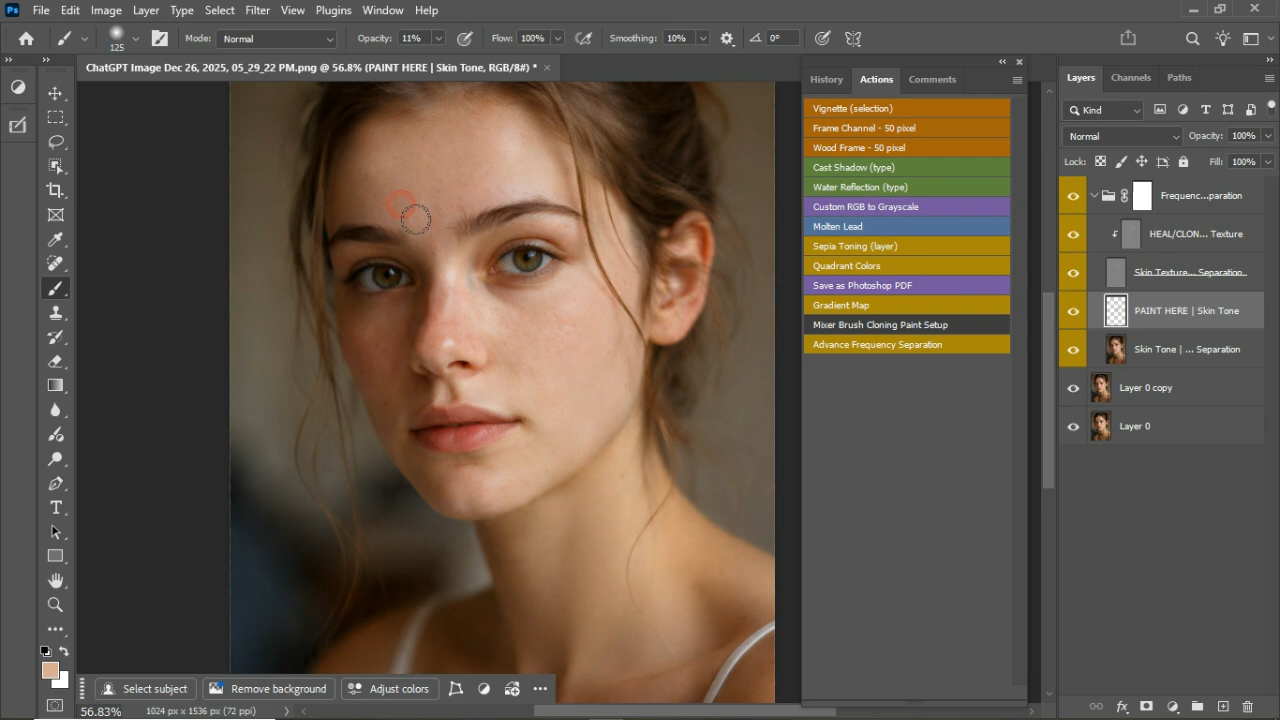 Ps File Edit Image Layer Type Select Filter View Plugins Window Help
125 Mode: Normal Opacity: 11% Flow: 100% Smoothing: 10% 0°
ChatGPT Image Dec 26, 2025, 05_29_22 PM.png @ 56.8% (PAINT HERE | Skin Tone, RGB/8#) *
History Actions Comments
Vignette (selection)
Frame Channel - 50 pixel
Wood Frame - 50 pixel
Cast Shadow (type)
Water Reflection (type)
Custom RGB to Grayscale
Molten Lead
Sepia Toning (layer)
Quadrant Colors
Save as Photoshop PDF
Gradient Map
Mixer Brush Cloning Paint Setup
Advance Frequency Separation
Layers Channels Paths
Kind
Normal Opacity: 100%
Lock: Fill: 100%
Frequenc...paration
HEAL/CLON... Texture
Skin Texture... Separation
PAINT HERE | Skin Tone
Skin Tone | ... Separation
Layer 0 copy
Layer 0
Select subject Remove background Adjust colors
56.83% 1024 px x 1536 px (72 ppi)